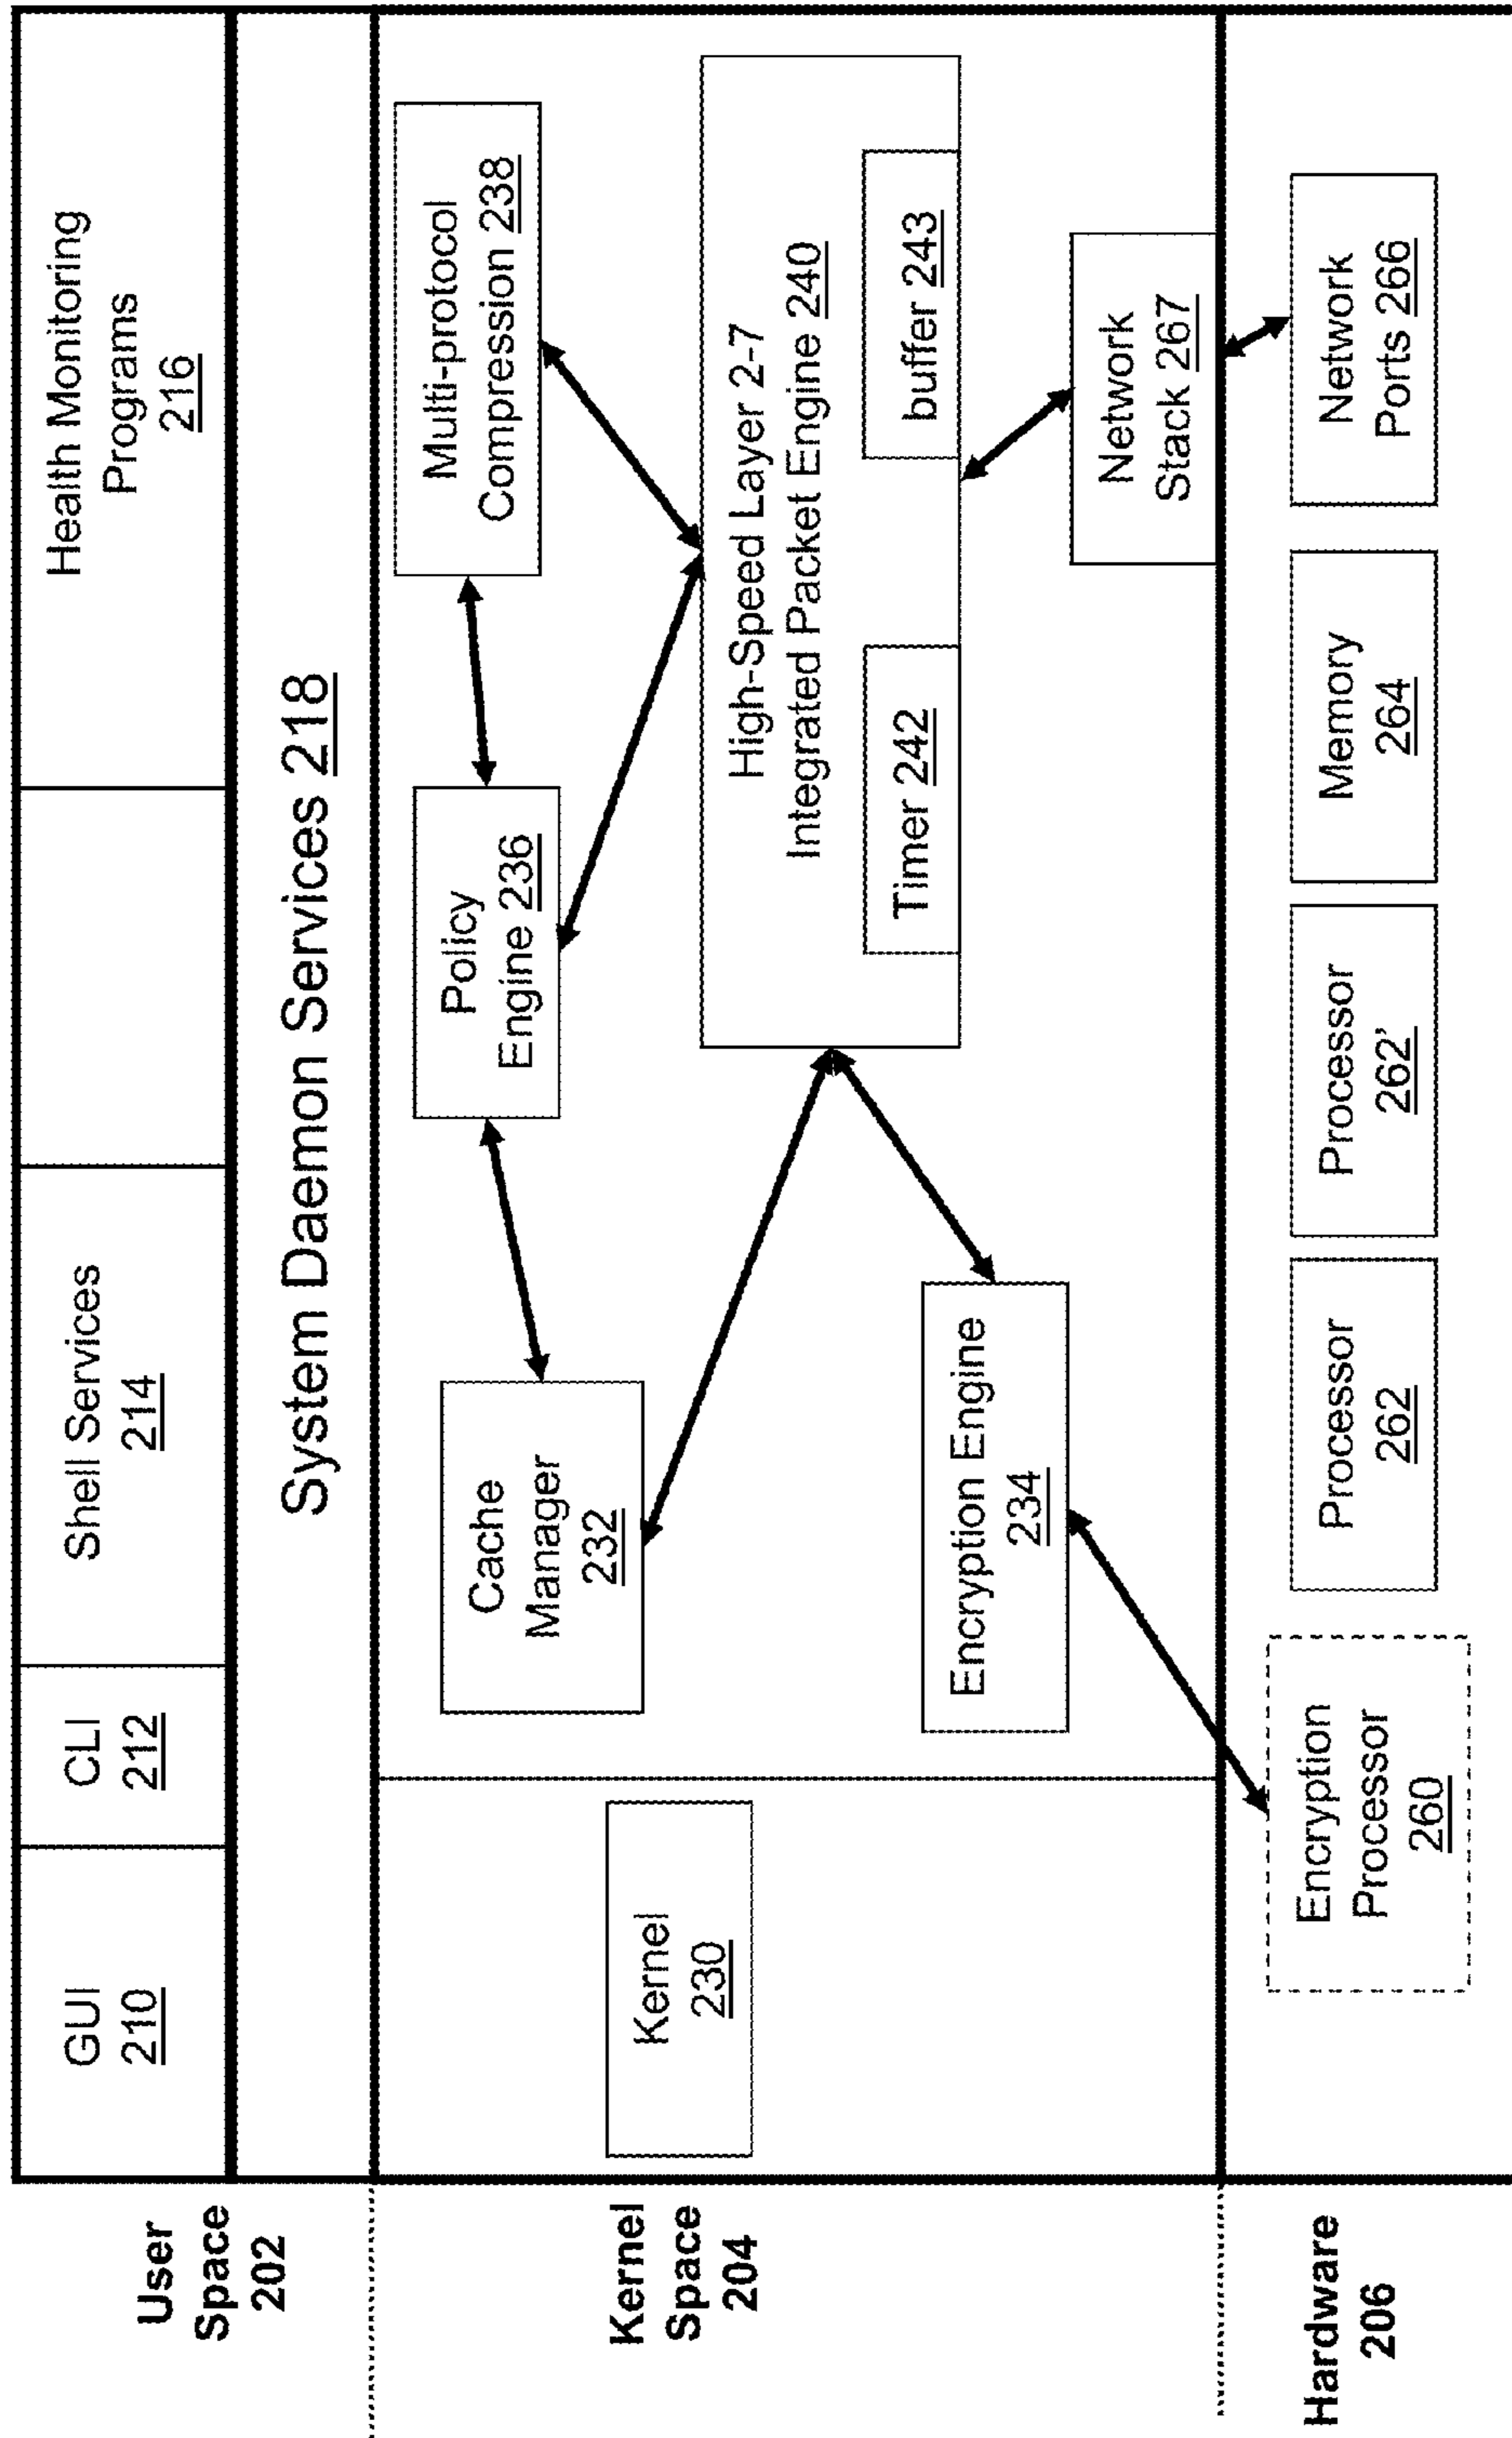 User
Space
202
GUI
210
CLI
212
Shell Services
214
Health Monitoring
Programs
216
System Daemon Services 218
Kernel
Space
204
Kernel
230
Cache
Manager
232
Policy
Engine 236
Multi-protocol
Compression 238
High-Speed Layer 2-7
Integrated Packet Engine 240
Timer 242
buffer 243
Encryption Engine
234
Network
Stack 267
Hardware
206
Encryption
Processor
260
Processor
262
Processor
262’
Memory
264
Network
Ports 266